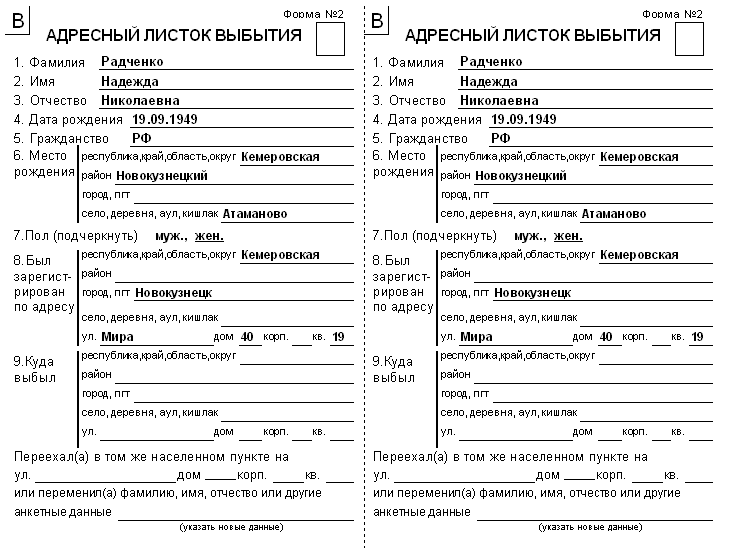 В
Форма №2
АДРЕСНЫЙ ЛИСТОК ВЫБЫТИЯ
1. Фамилия Радченко
2. Имя Надежда
3. Отчество Николаевна
4. Дата рождения 19.09.1949
5. Гражданство РФ
6. Место рождения
республика,край,область,округ Кемеровская
район Новокузнецкий
город, пгт
село, деревня, аул, кишлак Атаманово
7.Пол (подчеркнуть) муж., жен.
8.Был зарегист-рирован по адресу
республика,край,область,округ Кемеровская
район
город, пгт Новокузнецк
село, деревня, аул, кишлак
ул. Мира дом 40 корп. кв. 19
9.Куда выбыл
республика,край,область,округ
район
город, пгт
село, деревня, аул, кишлак
ул. дом корп. кв.
Переехал(а) в том же населенном пункте на
ул. дом корп. кв.
или переменил(а) фамилию, имя, отчество или другие
анкетные данные
(указать новые данные)
В
Форма №2
АДРЕСНЫЙ ЛИСТОК ВЫБЫТИЯ
1. Фамилия Радченко
2. Имя Надежда
3. Отчество Николаевна
4. Дата рождения 19.09.1949
5. Гражданство РФ
6. Место рождения
республика,край,область,округ Кемеровская
район Новокузнецкий
город, пгт
село, деревня, аул, кишлак Атаманово
7.Пол (подчеркнуть) муж., жен.
8.Был зарегист-рирован по адресу
республика,край,область,округ Кемеровская
район
город, пгт Новокузнецк
село, деревня, аул, кишлак
ул. Мира дом 40 корп. кв. 19
9.Куда выбыл
республика,край,область,округ
район
город, пгт
село, деревня, аул, кишлак
ул. дом корп. кв.
Переехал(а) в том же населенном пункте на
ул. дом корп. кв.
или переменил(а) фамилию, имя, отчество или другие
анкетные данные
(указать новые данные)